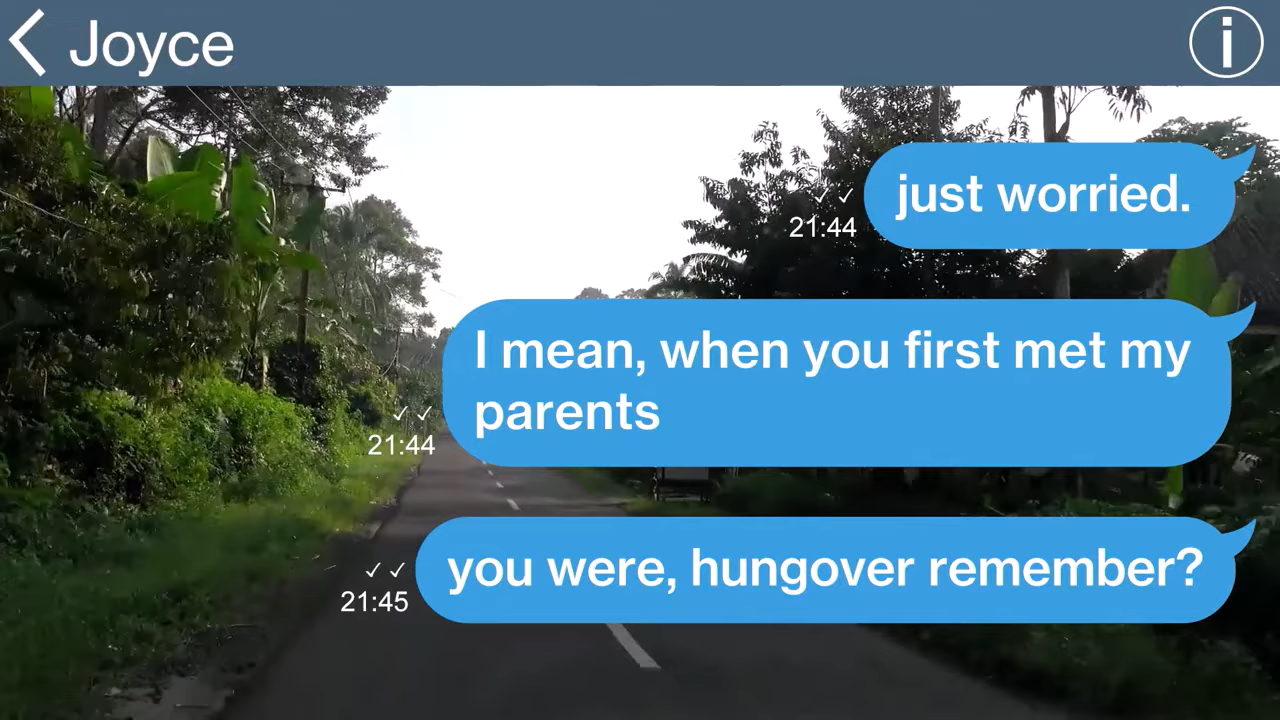 Joyce
just worried.
21:44
I mean, when you first met my
parents
21:44
you were, hungover remember?
21:45